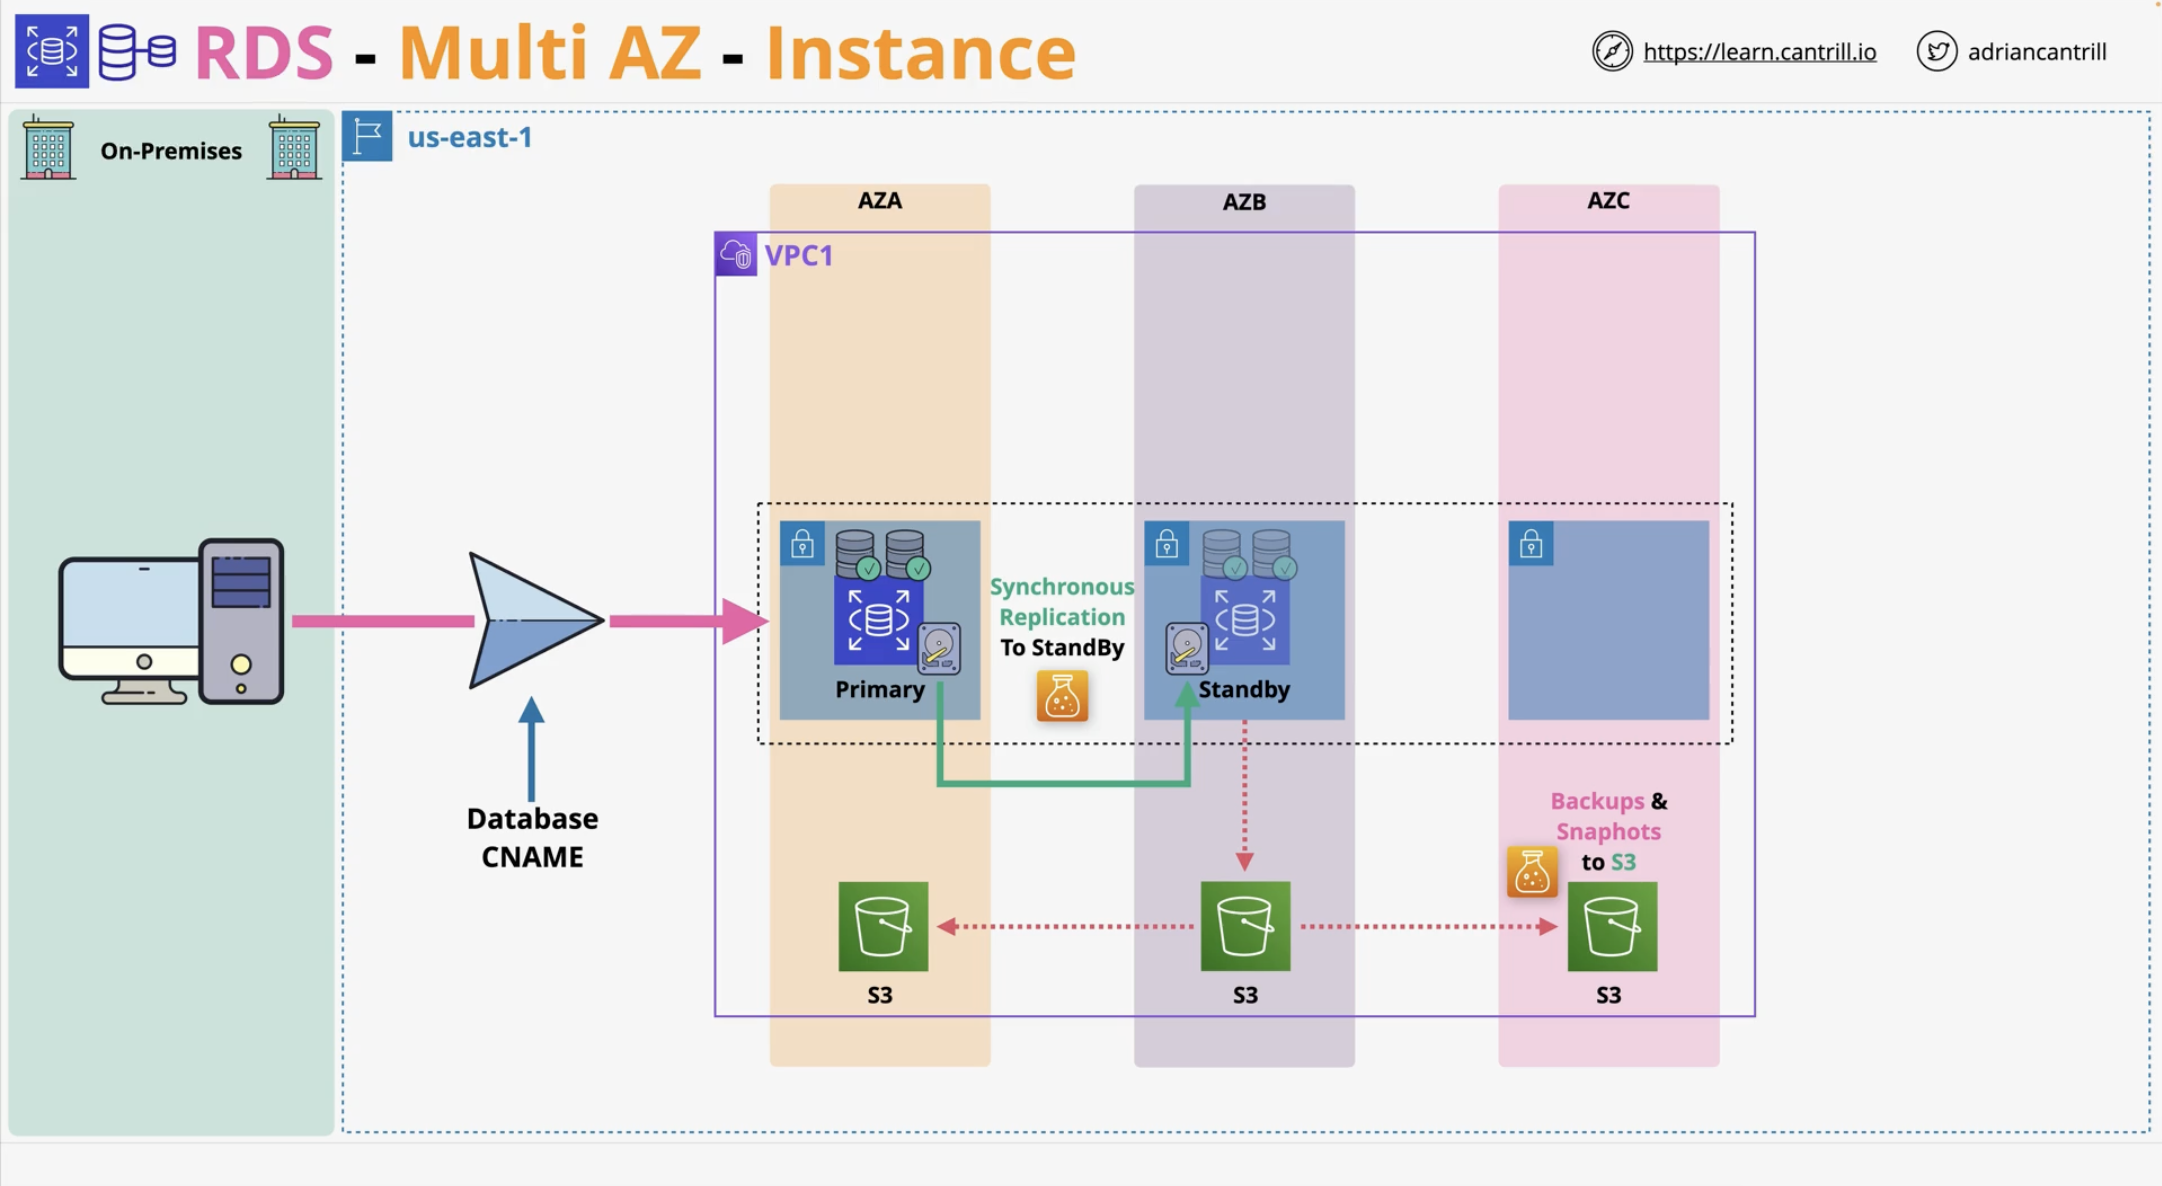 RDS - Multi AZ - Instance
https://learn.cantrill.io
adriancantrill
On-Premises
us-east-1
AZA
AZB
AZC
VPC1
Synchronous
Replication
To StandBy
Primary
Standby
Database
CNAME
Backups &
Snaphots
to S3
S3
S3
S3